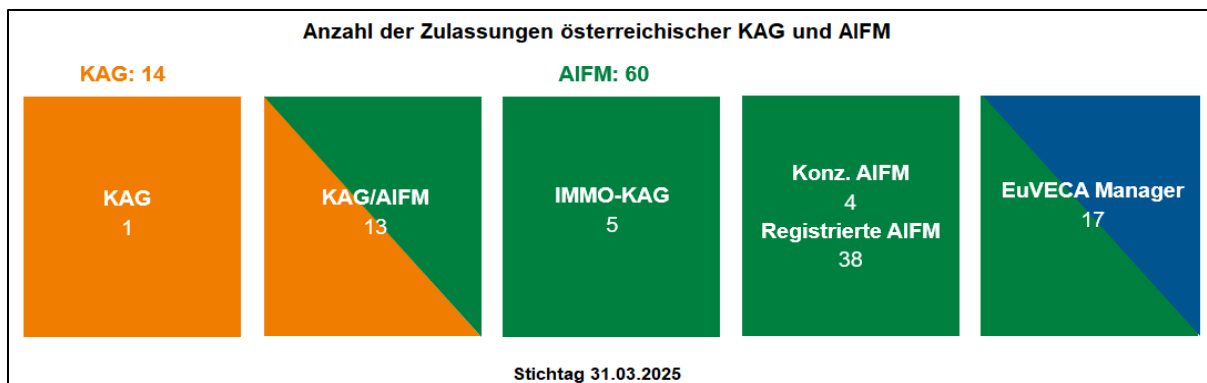 Anzahl der Zulassungen österreichischer KAG und AIFM
KAG: 14
AIFM: 60
KAG
1
KAG/AIFM
13
IMMO-KAG
5
Konz. AIFM
4
Registrierte AIFM
38
EuVECA Manager
17
Stichtag 31.03.2025